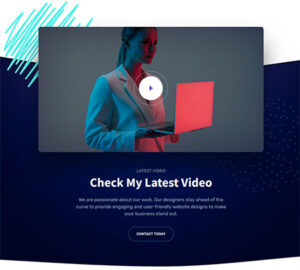 LATEST VIDEO
Check My Latest Video
We are passionate about our work. Our designers stay ahead of the
curve to provide engaging and user-friendly website designs to make
your business stand out.
CONTACT TODAY